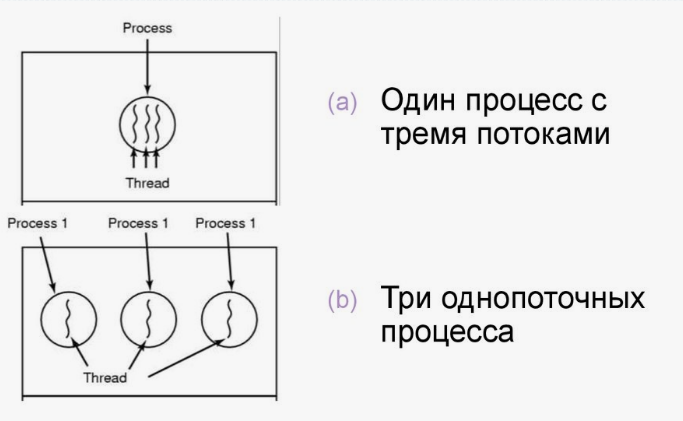 Process
Thread
(a) Один процесс с
тремя потоками
Process 1 Process 1 Process 1
Thread
(b) Три однопоточных
процесса